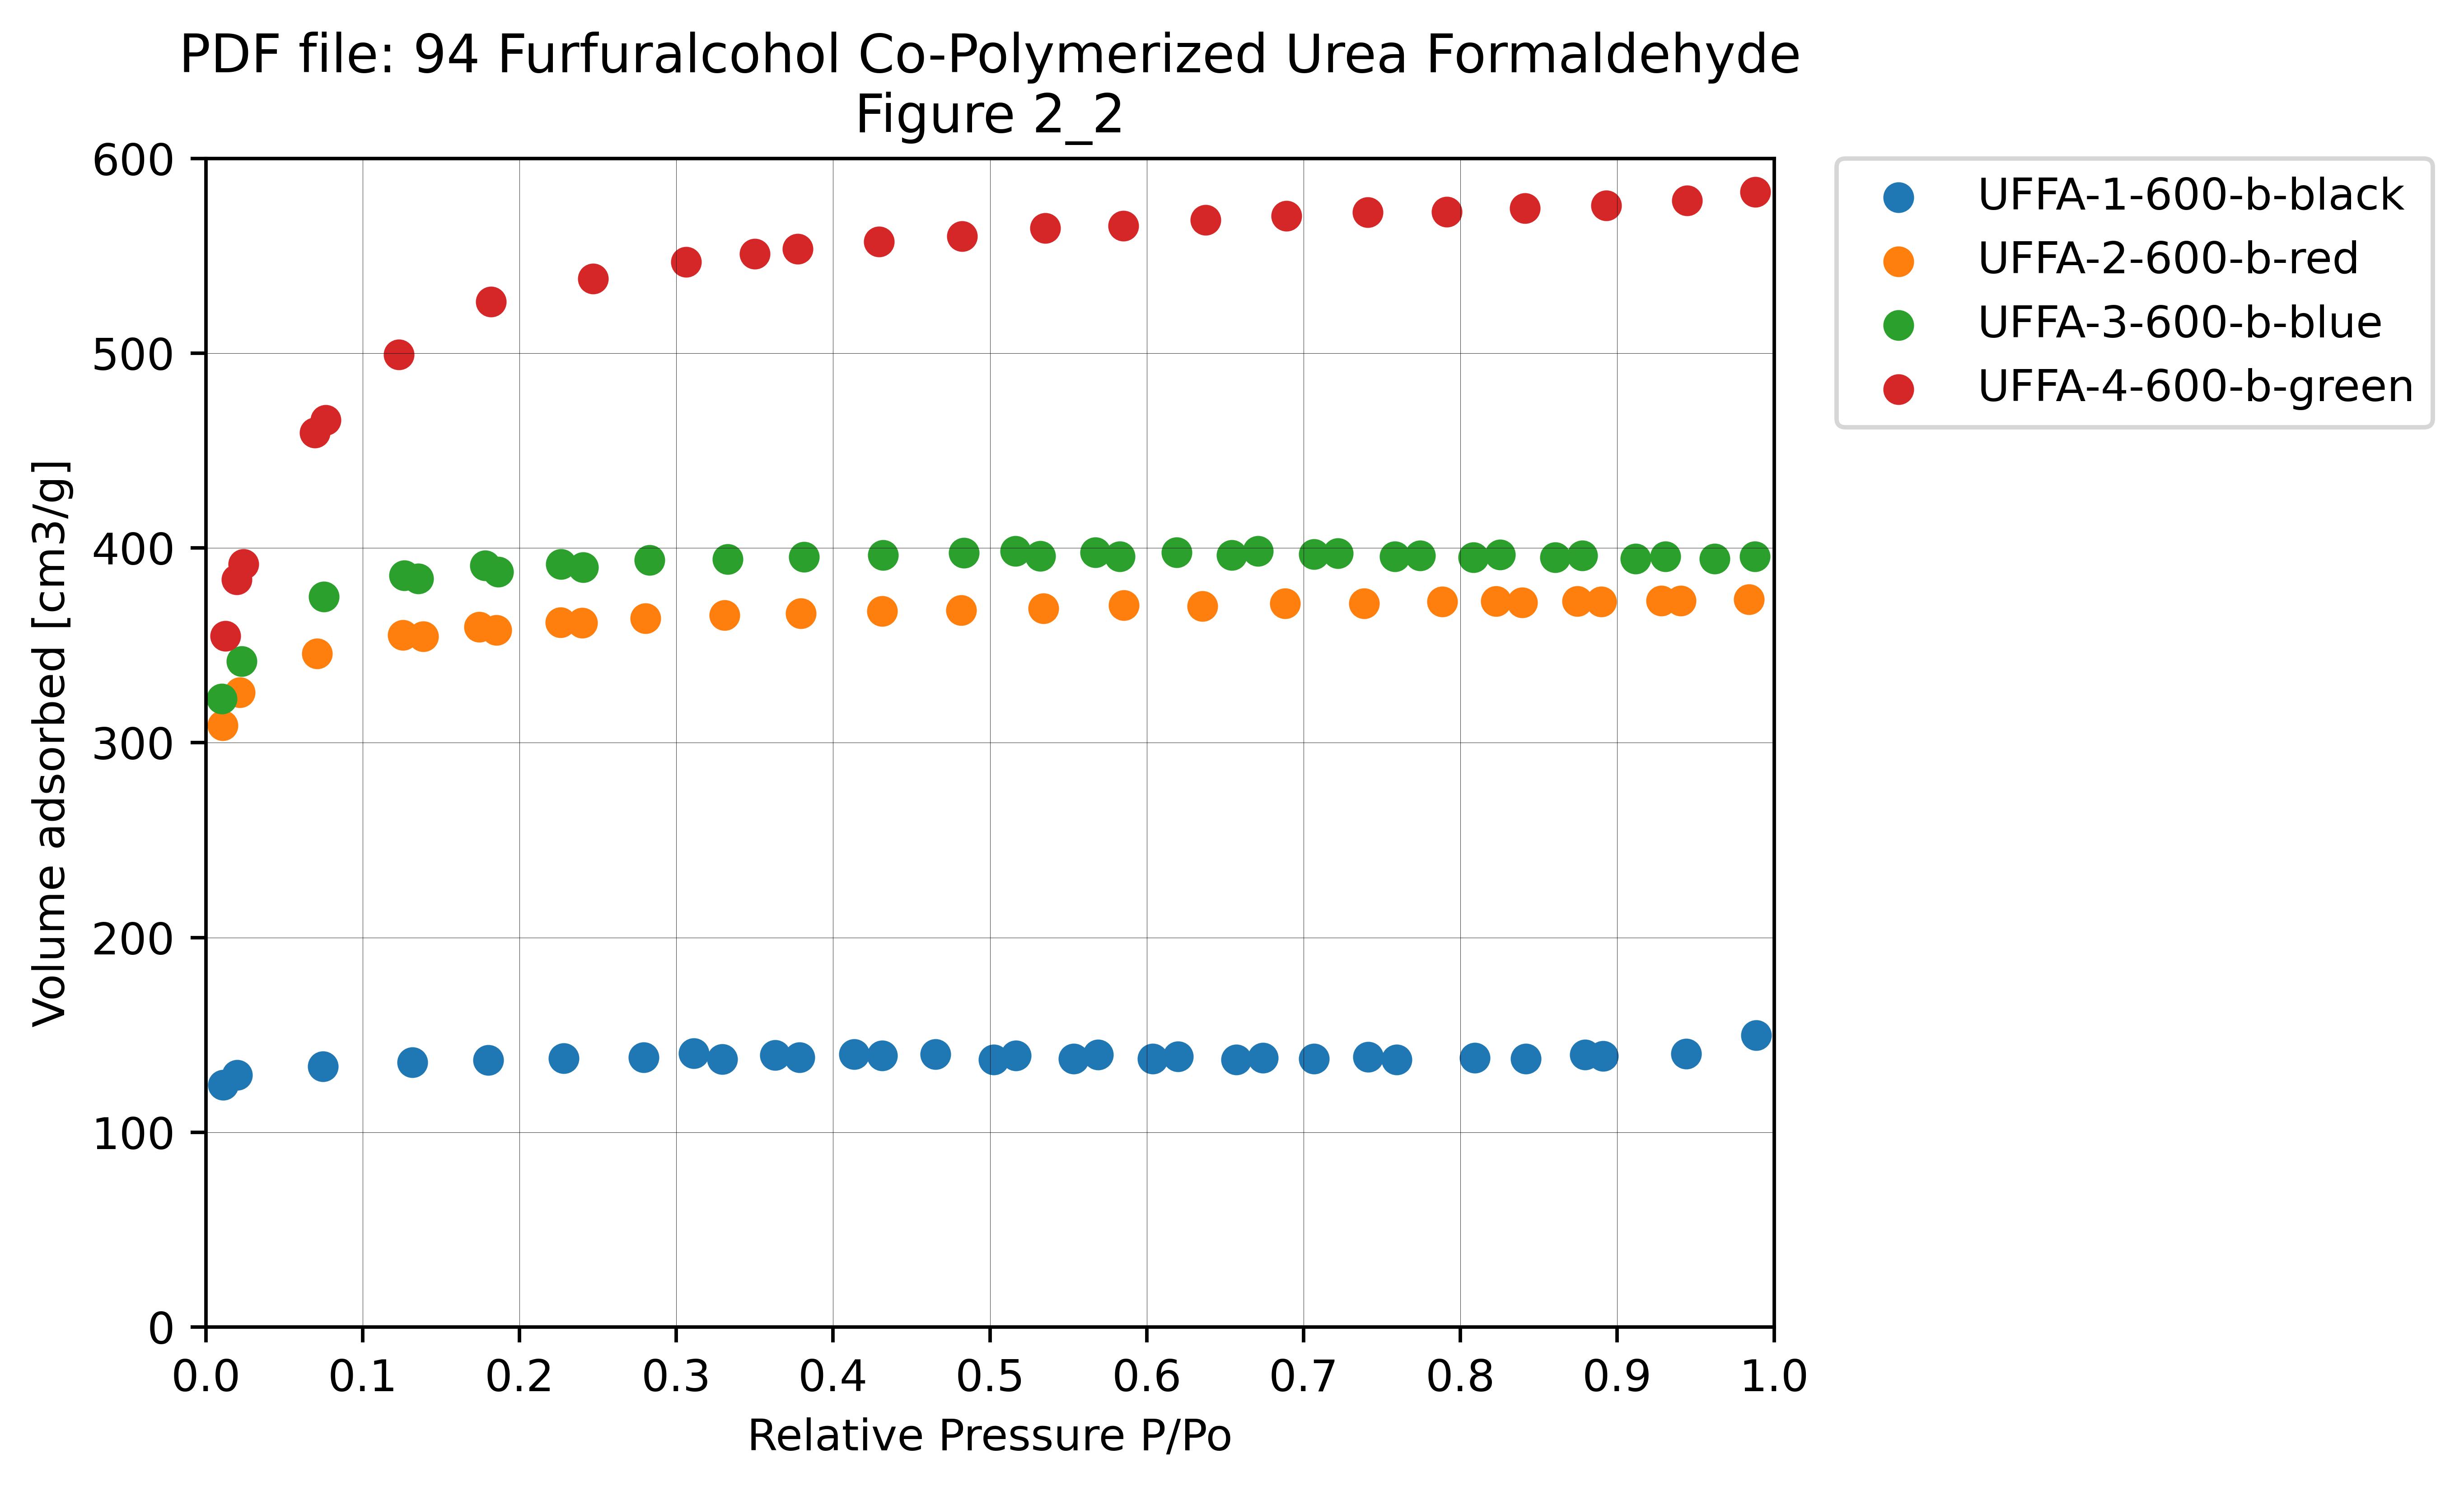 PDF file: 94 Furfuralcohol Co-Polymerized Urea Formaldehyde
Figure 2_2
600
500
400
300
200
100
0
Volume adsorbed [cm3/g]
0.0 0.1 0.2 0.3 0.4 0.5 0.6 0.7 0.8 0.9 1.0
Relative Pressure P/Po
UFFA-1-600-b-black
UFFA-2-600-b-red
UFFA-3-600-b-blue
UFFA-4-600-b-green